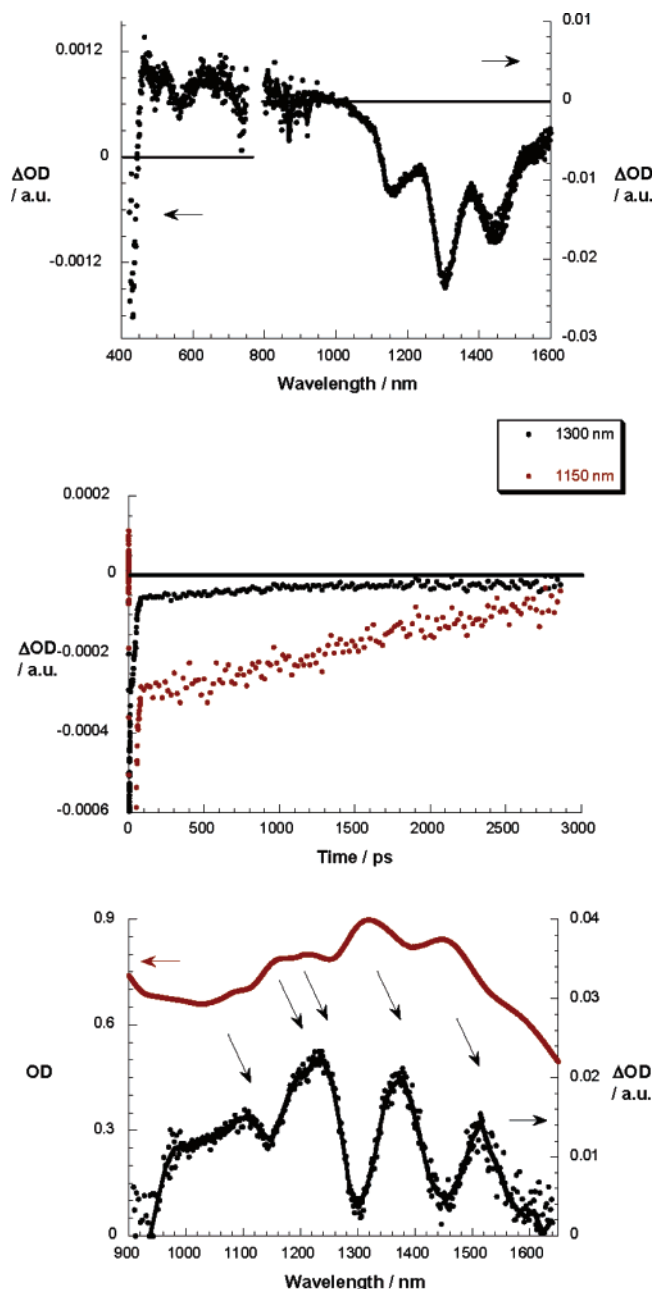 0.0012
0
-0.0012
ΔOD
/ a.u.
0.01
0
-0.01
-0.02
-0.03
ΔOD
/ a.u.
400 600 800 1000 1200 1400 1600
Wavelength / nm
1300 nm
1150 nm
0.0002
0
-0.0002
-0.0004
-0.0006
ΔOD
/ a.u.
0 500 1000 1500 2000 2500 3000
Time / ps
0.9
0.6
0.3
0
OD
0.04
0.03
0.02
0.01
0
ΔOD
/ a.u.
900 1000 1100 1200 1300 1400 1500 1600
Wavelength / nm